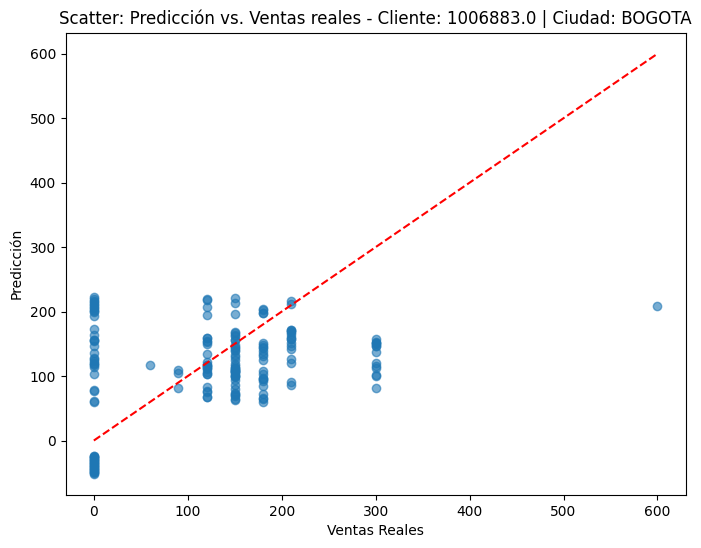 Scatter: Predicción vs. Ventas reales - Cliente: 1006883.0 | Ciudad: BOGOTA
600
500
400
300
200
100
0
Predicción
0 100 200 300 400 500 600
Ventas Reales